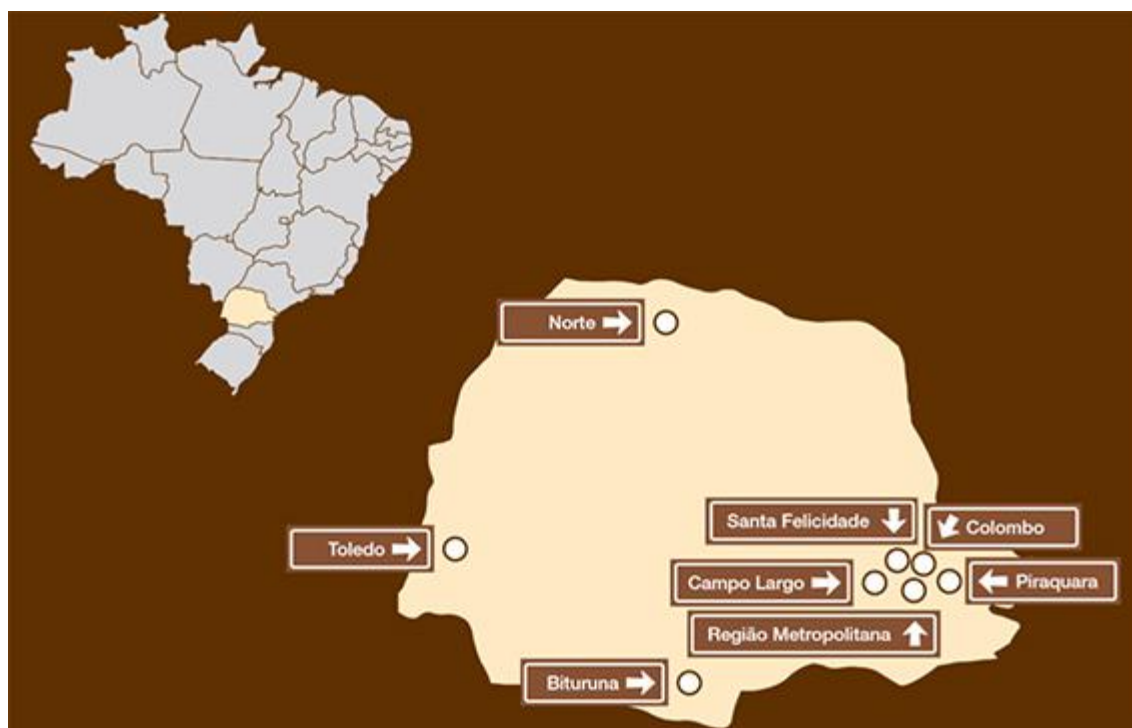 Norte
Santa Felicidade
Colombo
Toledo
Campo Largo
Piraquara
Região Metropolitana
Bituruna